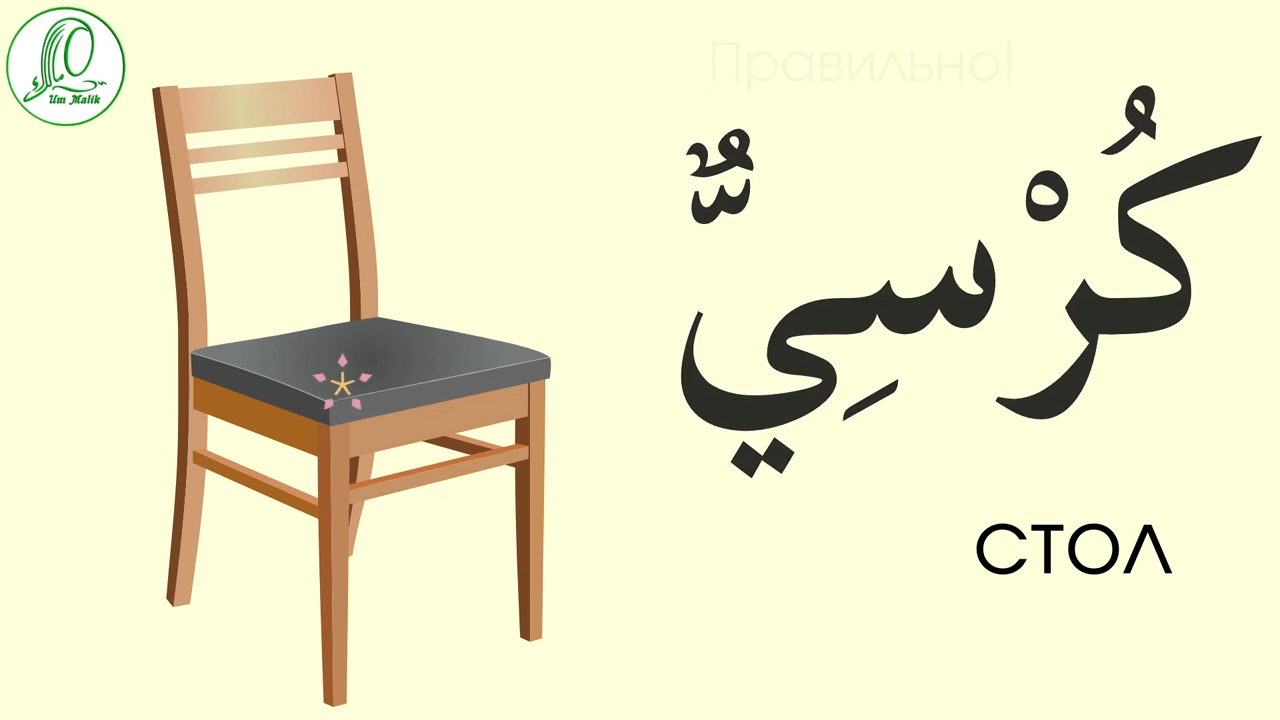 Um Malik
Правильно!
كُرْسِيٌّ
стол